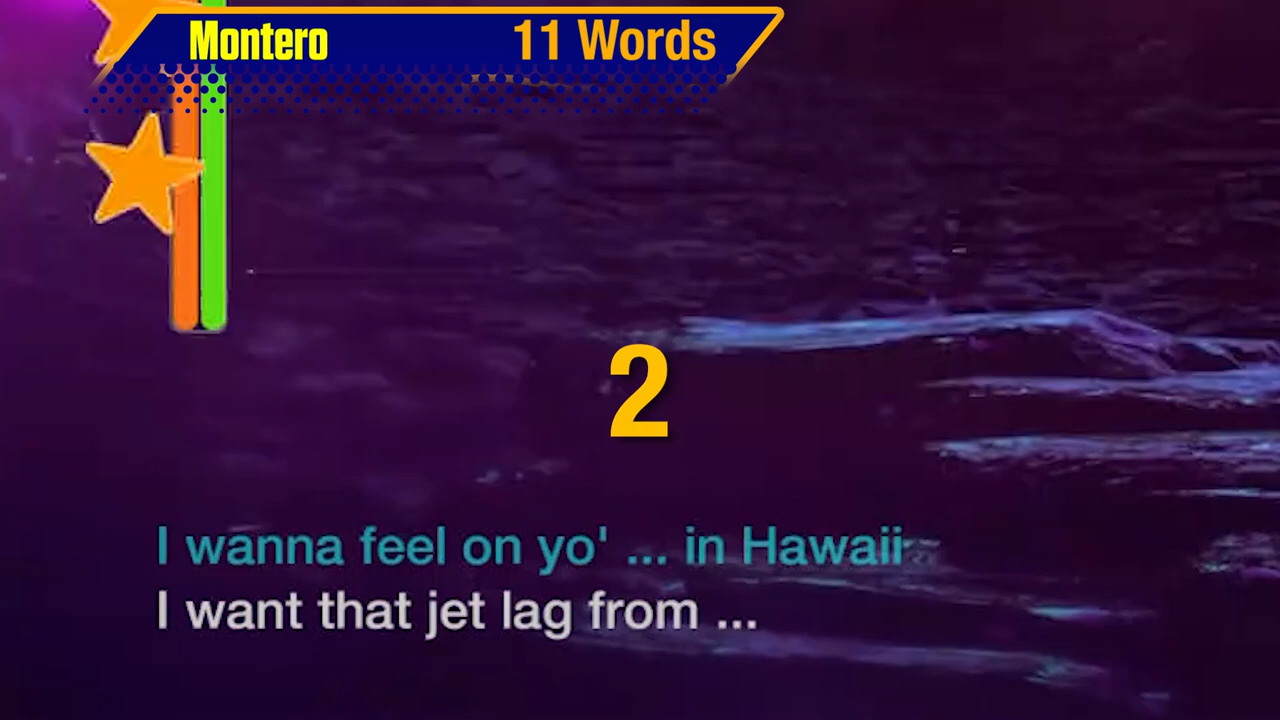 Montero
11 Words
2
I wanna feel on yo' ... in Hawaii
I want that jet lag from ...